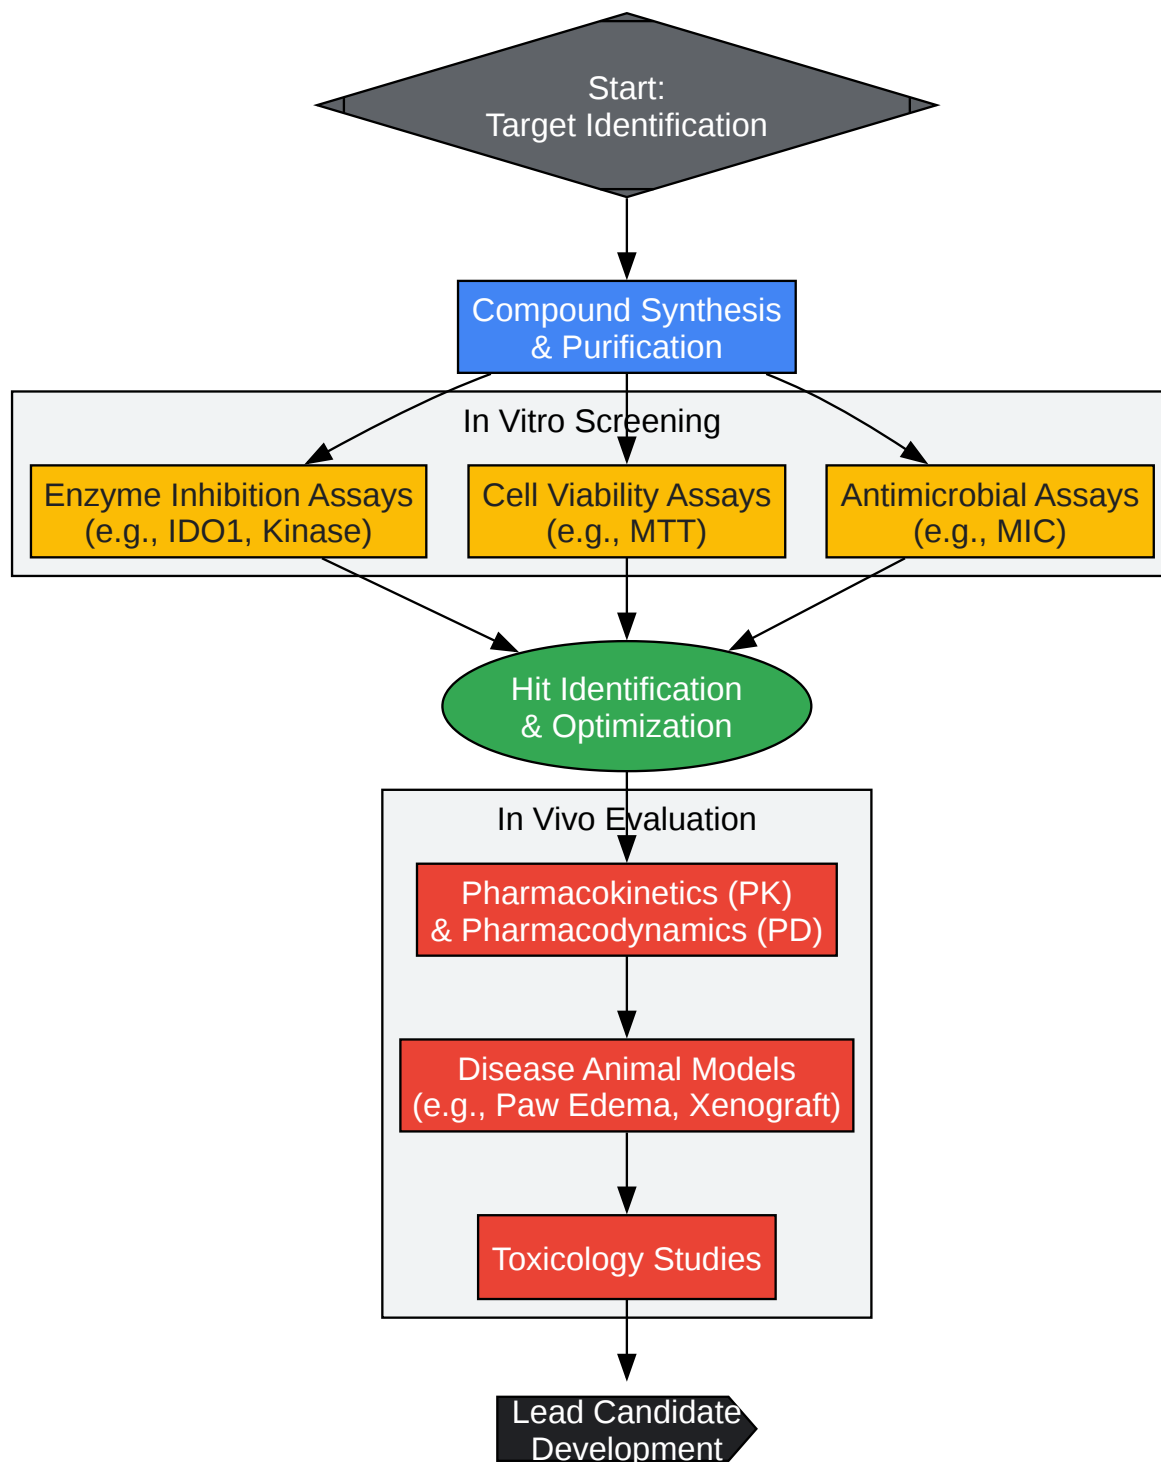 Start:
Target Identification
Compound Synthesis
& Purification
In Vitro Screening
Enzyme Inhibition Assays
(e.g., IDO1, Kinase)
Cell Viability Assays
(e.g., MTT)
Antimicrobial Assays
(e.g., MIC)
Hit Identification
& Optimization
In Vivo Evaluation
Pharmacokinetics (PK)
& Pharmacodynamics (PD)
Disease Animal Models
(e.g., Paw Edema, Xenograft)
Toxicology Studies
Lead Candidate
Development